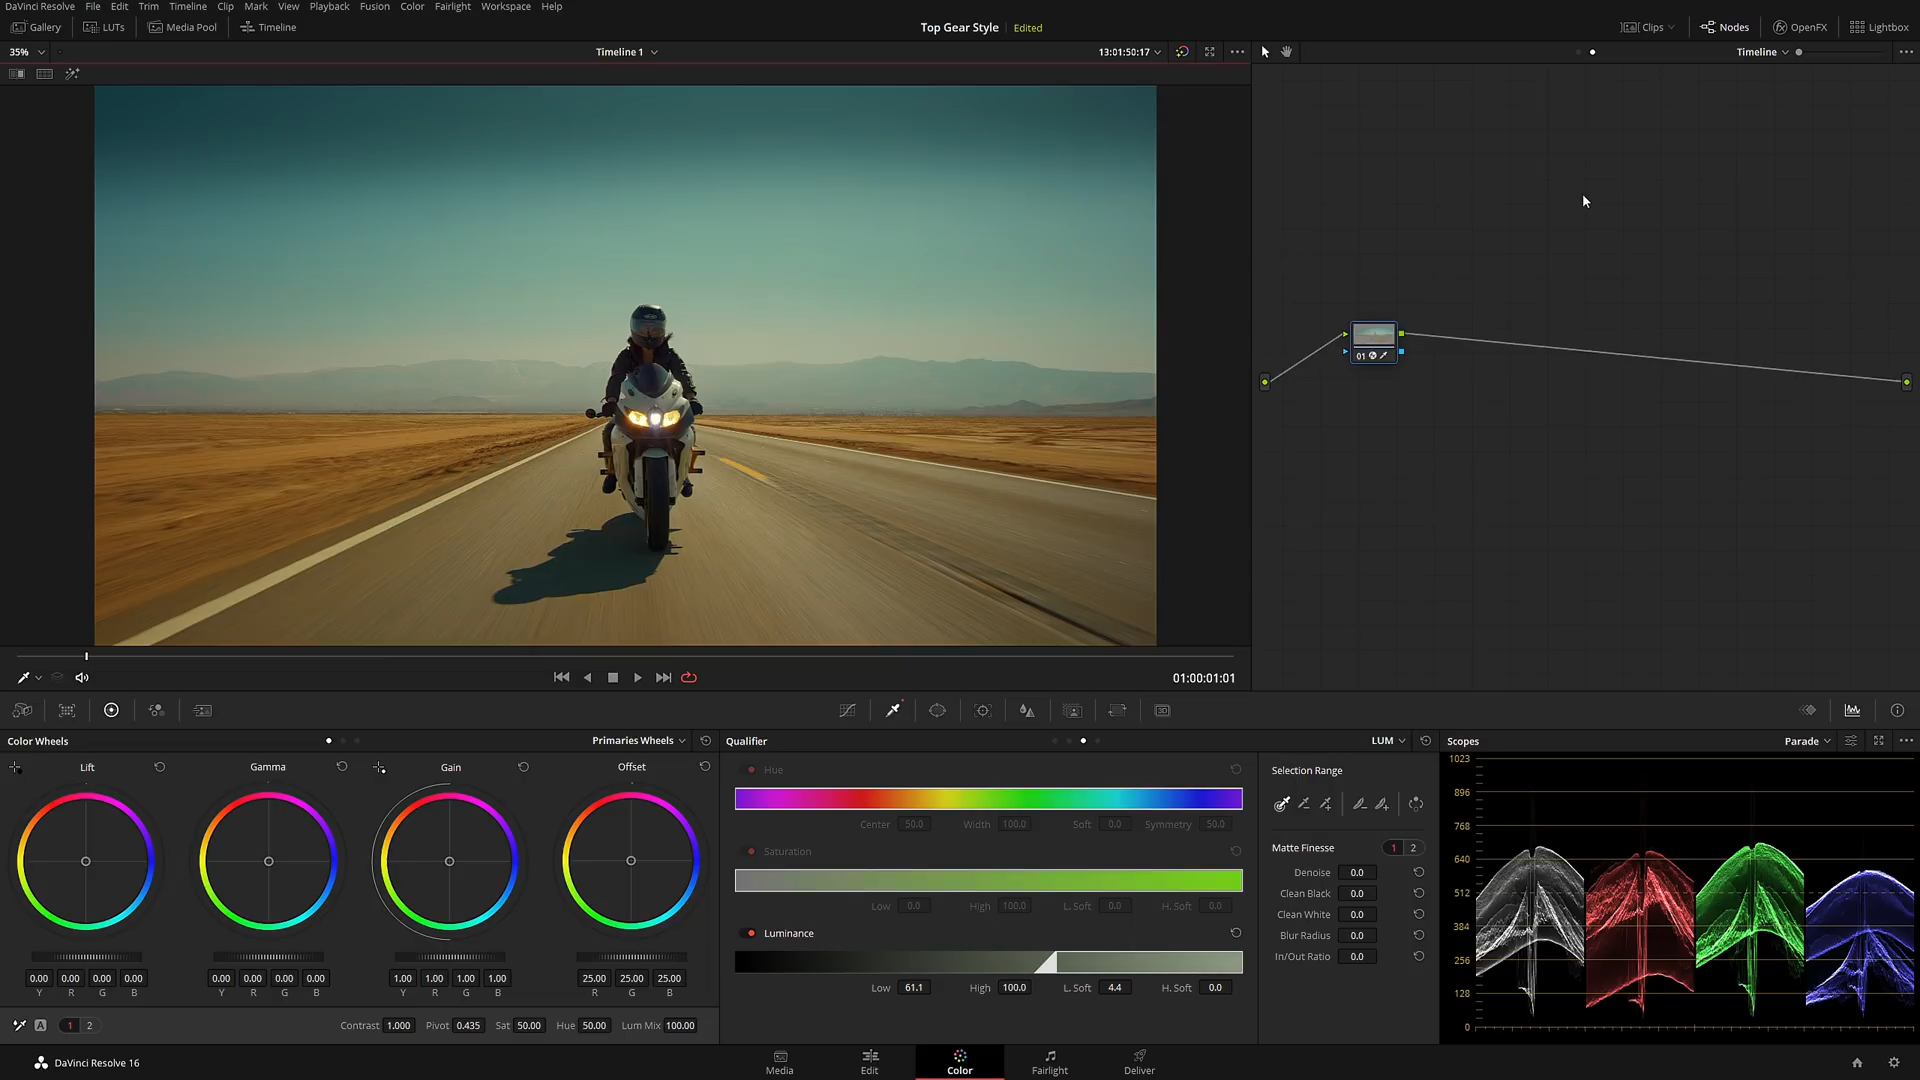 DaVinci Resolve File Edit Trim Timeline Clip Mark View Playback Fusion Color Fairlight Workspace Help
Gallery LUTs Media Pool Timeline Top Gear Style Edited Clips Nodes OpenFX Lightbox
35% Timeline 1 13:01:50:17 Timeline
01
01:00:01:01
Color Wheels Primaries Wheels Qualifier LUM Scopes Parade
Lift Gamma Gain Offset
0.00 0.00 0.00 0.00 0.00 0.00 0.00 0.00 1.00 1.00 1.00 1.00 25.00 25.00 25.00
Y R G B Y R G B Y R G B R G B
A 1 2 Contrast 1.000 Pivot 0.435 Sat 50.00 Hue 50.00 Lum Mix 100.00
Hue
Center 50.0 Width 100.0 Soft 0.0 Symmetry 50.0
Saturation
Low 0.0 High 100.0 L. Soft 0.0 H. Soft 0.0
Luminance
Low 61.1 High 100.0 L. Soft 4.4 H. Soft 0.0
Selection Range
Matte Finesse 1 2
Denoise 0.0
Clean Black 0.0
Clean White 0.0
Blur Radius 0.0
In/Out Ratio 0.0
1023
896
768
640
512
384
256
128
0
DaVinci Resolve 16 Media Edit Color Fairlight Deliver